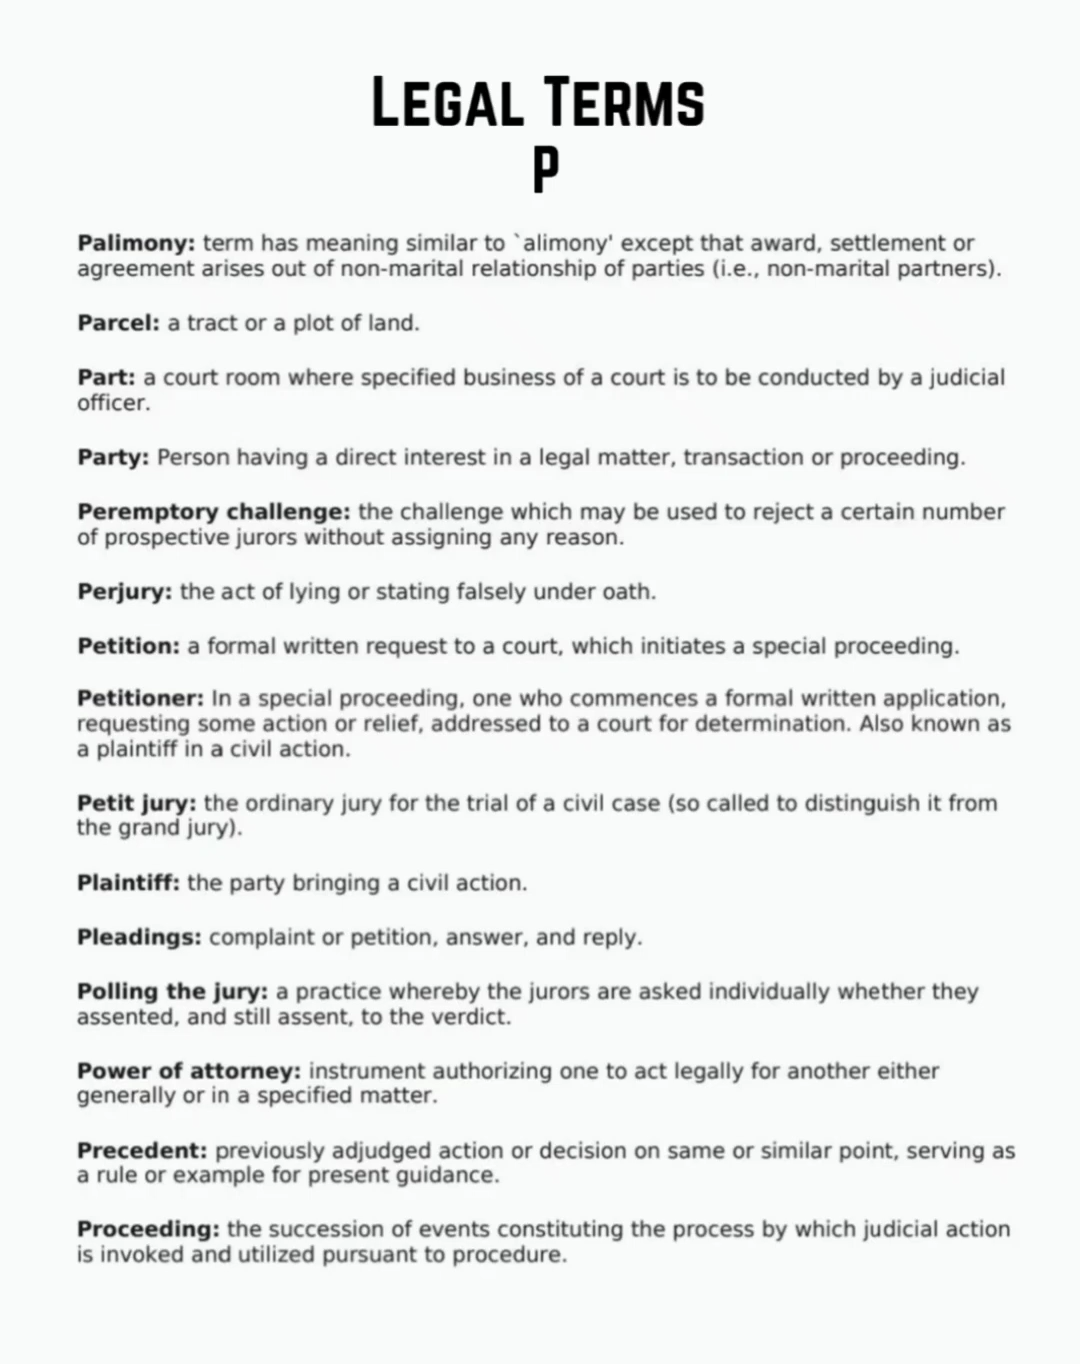 LEGAL TERMS
P
Palimony: term has meaning similar to `alimony' except that award, settlement or
agreement arises out of non-marital relationship of parties (i.e., non-marital partners).
Parcel: a tract or a plot of land.
Part: a court room where specified business of a court is to be conducted by a judicial
officer.
Party: Person having a direct interest in a legal matter, transaction or proceeding.
Peremptory challenge: the challenge which may be used to reject a certain number
of prospective jurors without assigning any reason.
Perjury: the act of lying or stating falsely under oath.
Petition: a formal written request to a court, which initiates a special proceeding.
Petitioner: In a special proceeding, one who commences a formal written application,
requesting some action or relief, addressed to a court for determination. Also known as
a plaintiff in a civil action.
Petit jury: the ordinary jury for the trial of a civil case (so called to distinguish it from
the grand jury).
Plaintiff: the party bringing a civil action.
Pleadings: complaint or petition, answer, and reply.
Polling the jury: a practice whereby the jurors are asked individually whether they
assented, and still assent, to the verdict.
Power of attorney: instrument authorizing one to act legally for another either
generally or in a specified matter.
Precedent: previously adjudged action or decision on same or similar point, serving as
a rule or example for present guidance.
Proceeding: the succession of events constituting the process by which judicial action
is invoked and utilized pursuant to procedure.